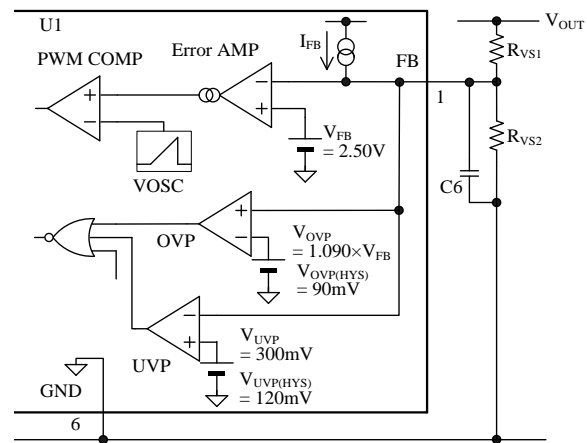 U1
V_OUT
Error AMP
I_FB
FB
R_VS1
PWM COMP
1
+
−
−
+
V_FB
= 2.50V
R_VS2
VOSC
C6
+
−
OVP
V_OVP
= 1.090×V_FB
V_OVP(HYS)
= 90mV
−
+
UVP
V_UVP
= 300mV
V_UVP(HYS)
= 120mV
GND
6